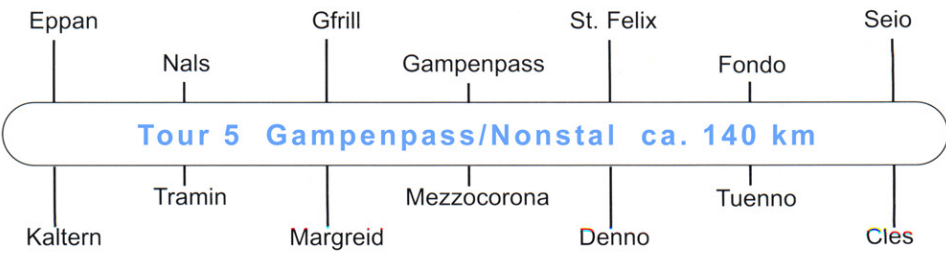 Eppan Gfrill St. Felix Seio
Nals Gampenpass Fondo
Tour 5 Gampenpass/Nonstal ca. 140 km
Tramin Mezzocorona Tuenno
Kaltern Margreid Denno Cles